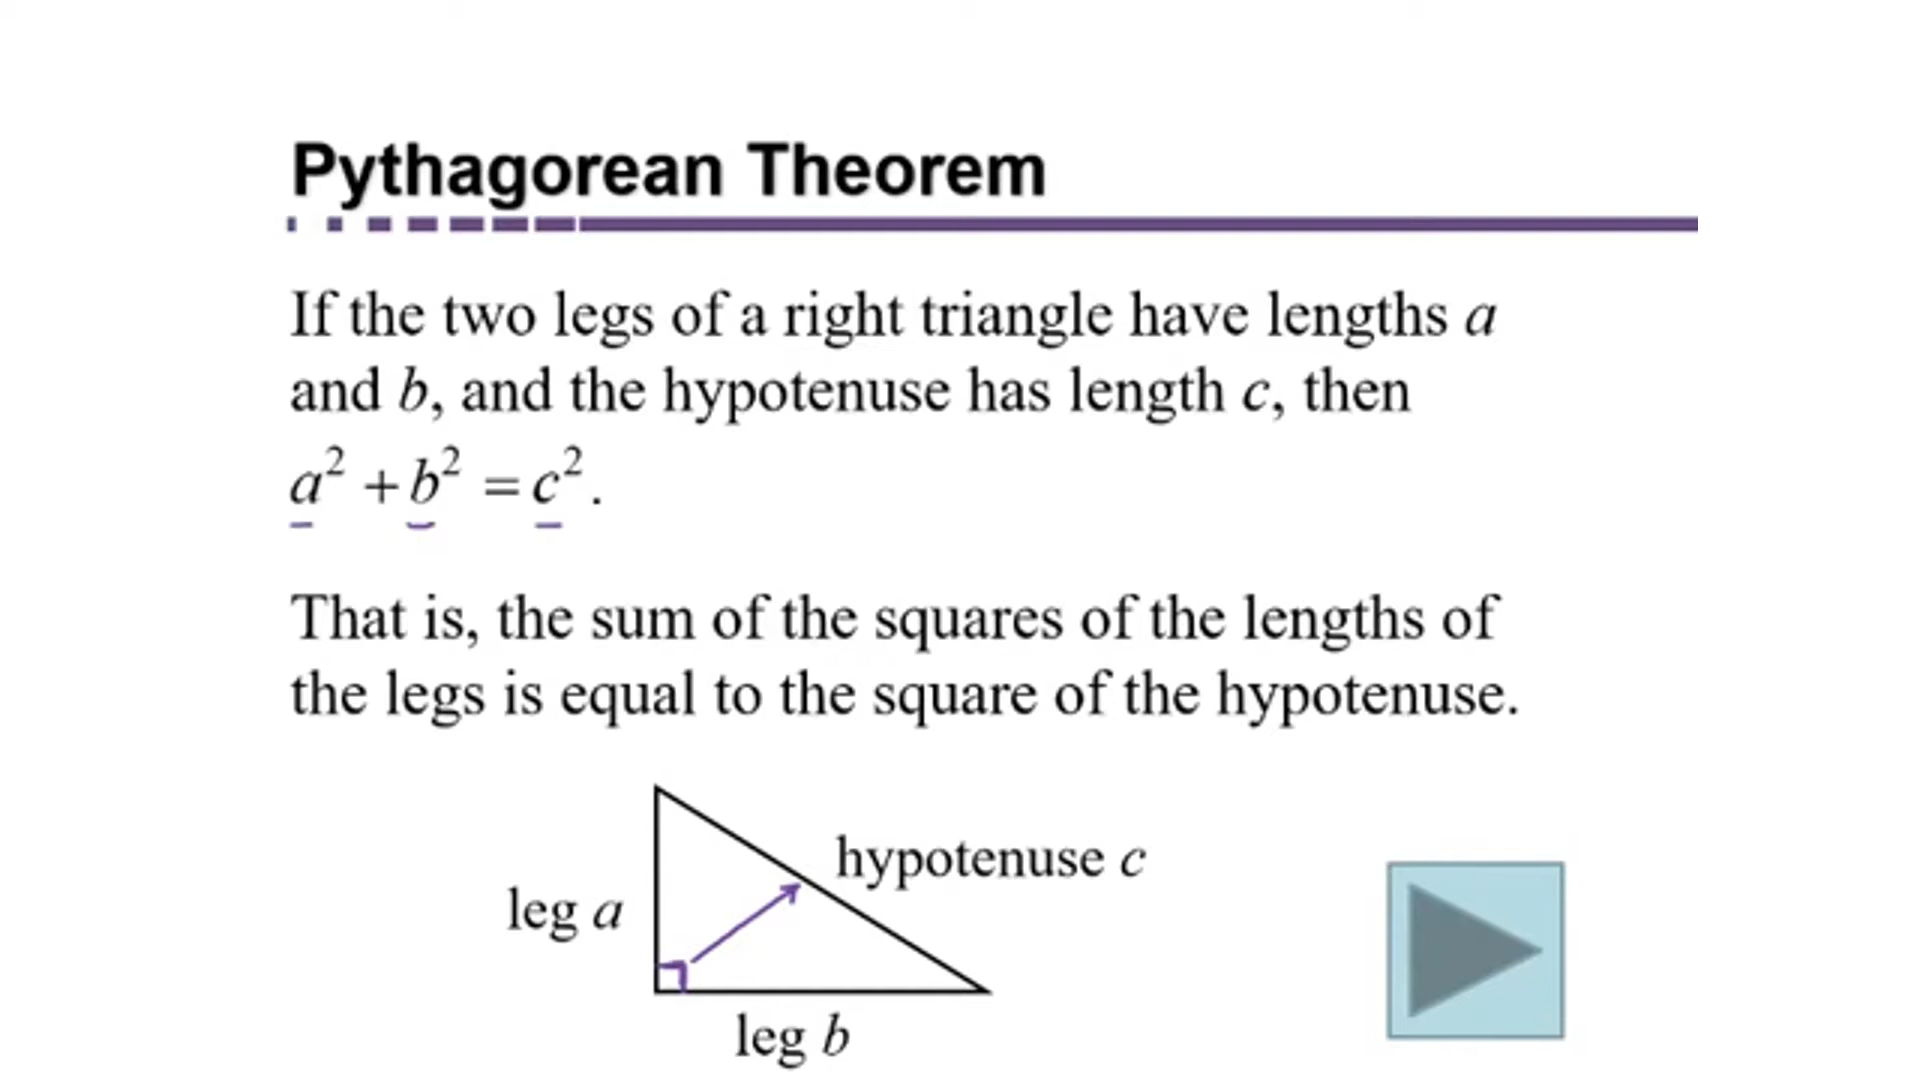 Pythagorean Theorem
If the two legs of a right triangle have lengths a
and b, and the hypotenuse has length c, then
a² + b² = c².
That is, the sum of the squares of the lengths of
the legs is equal to the square of the hypotenuse.
hypotenuse c
leg a
leg b